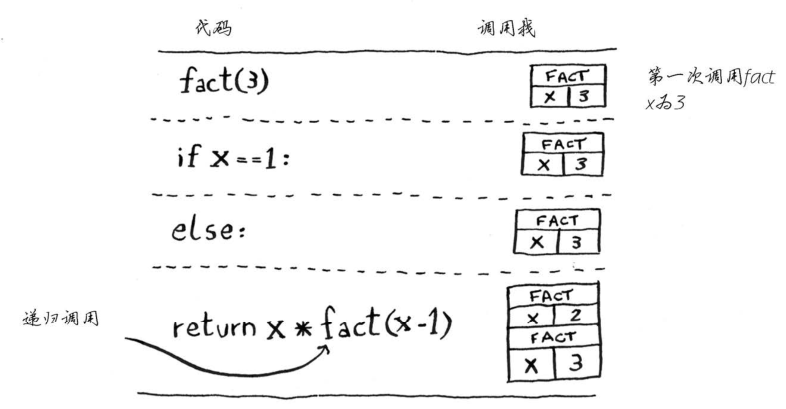 代码
调用我
fact(3)
FACT
X 3
第一次调用fact
x为3
if x==1:
FACT
X 3
else:
FACT
X 3
递归调用
return x * fact(x-1)
FACT
X 2
FACT
X 3